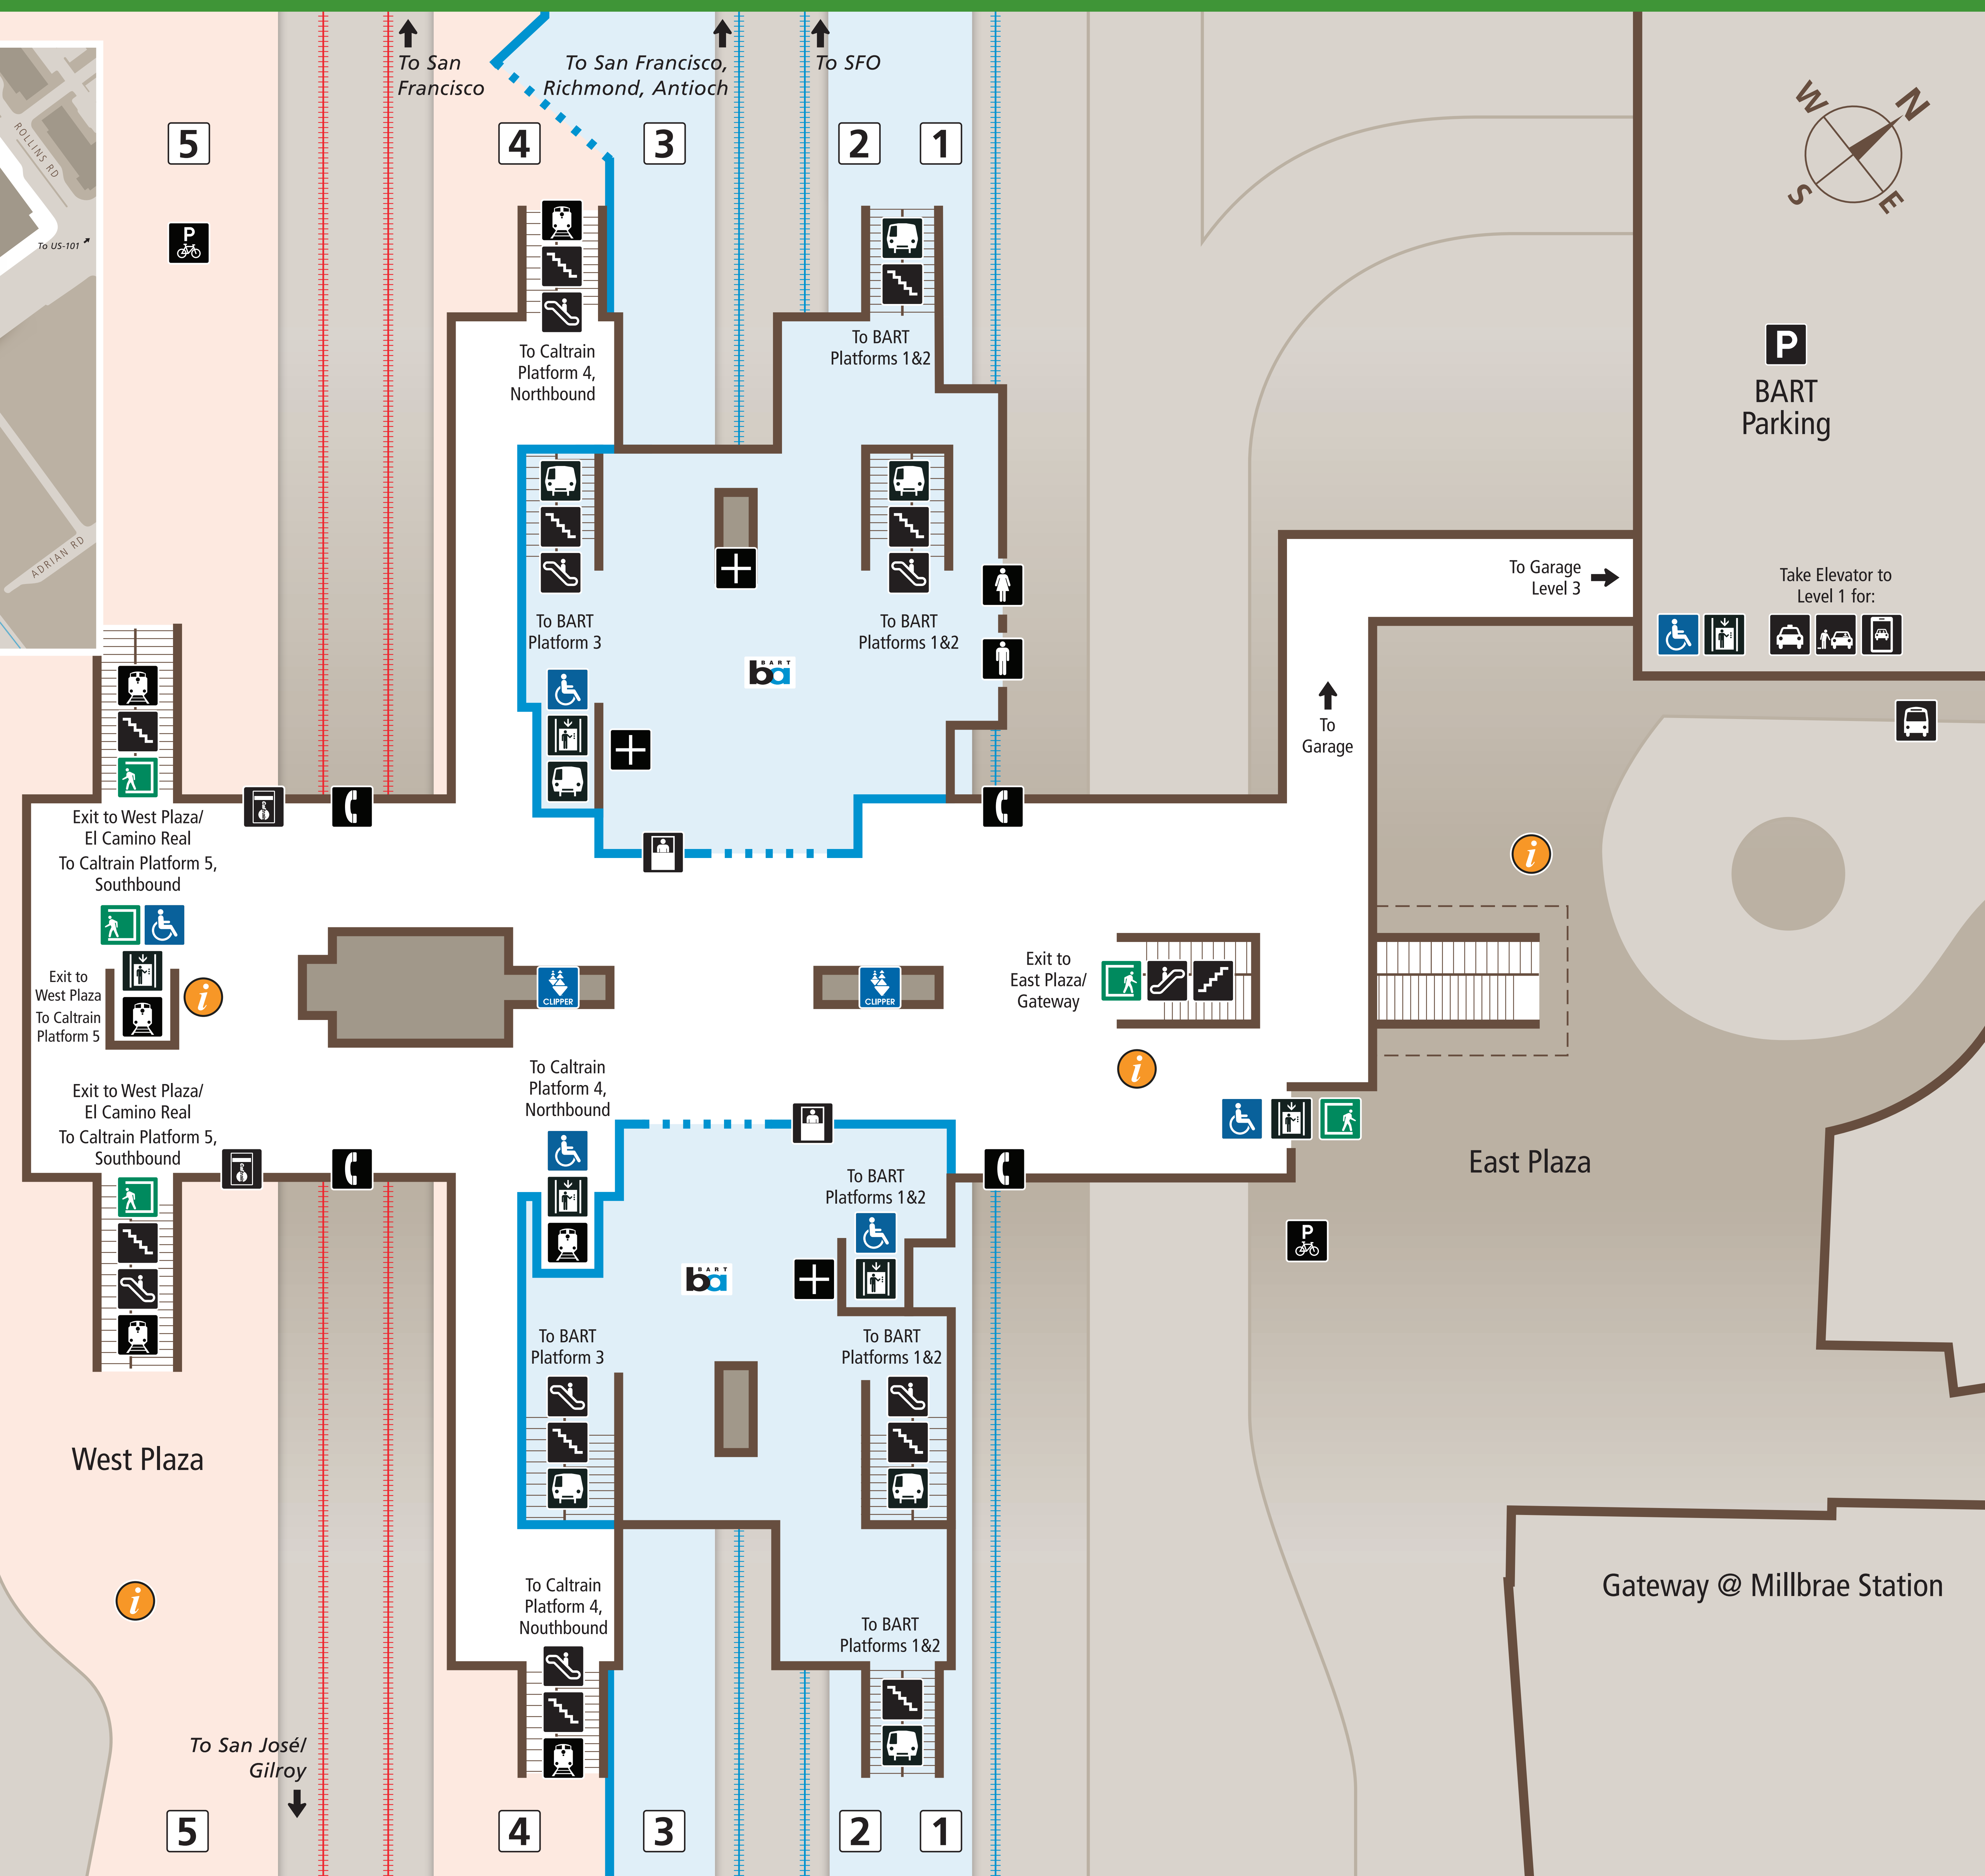 To San
Francisco
To San Francisco,
Richmond, Antioch
To SFO
W
N
S
E
ROLLINS RD
To US-101
ADRIAN RD
5
4
3
2
1
P
To Caltrain
Platform 4,
Northbound
To BART
Platforms 1&2
P
BART
Parking
To Garage
Level 3
Take Elevator to
Level 1 for:
To BART
Platform 3
To BART
Platforms 1&2
BART
ba
To
Garage
Exit to West Plaza/
El Camino Real
To Caltrain Platform 5,
Southbound
i
Exit to
West Plaza
To Caltrain
Platform 5
i
CLIPPER
CLIPPER
Exit to
East Plaza/
Gateway
i
To Caltrain
Platform 4,
Northbound
Exit to West Plaza/
El Camino Real
To Caltrain Platform 5,
Southbound
East Plaza
To BART
Platforms 1&2
P
BART
ba
To BART
Platform 3
To BART
Platforms 1&2
West Plaza
i
To Caltrain
Platform 4,
Nouthbound
To BART
Platforms 1&2
Gateway @ Millbrae Station
To San José/
Gilroy
5
4
3
2
1